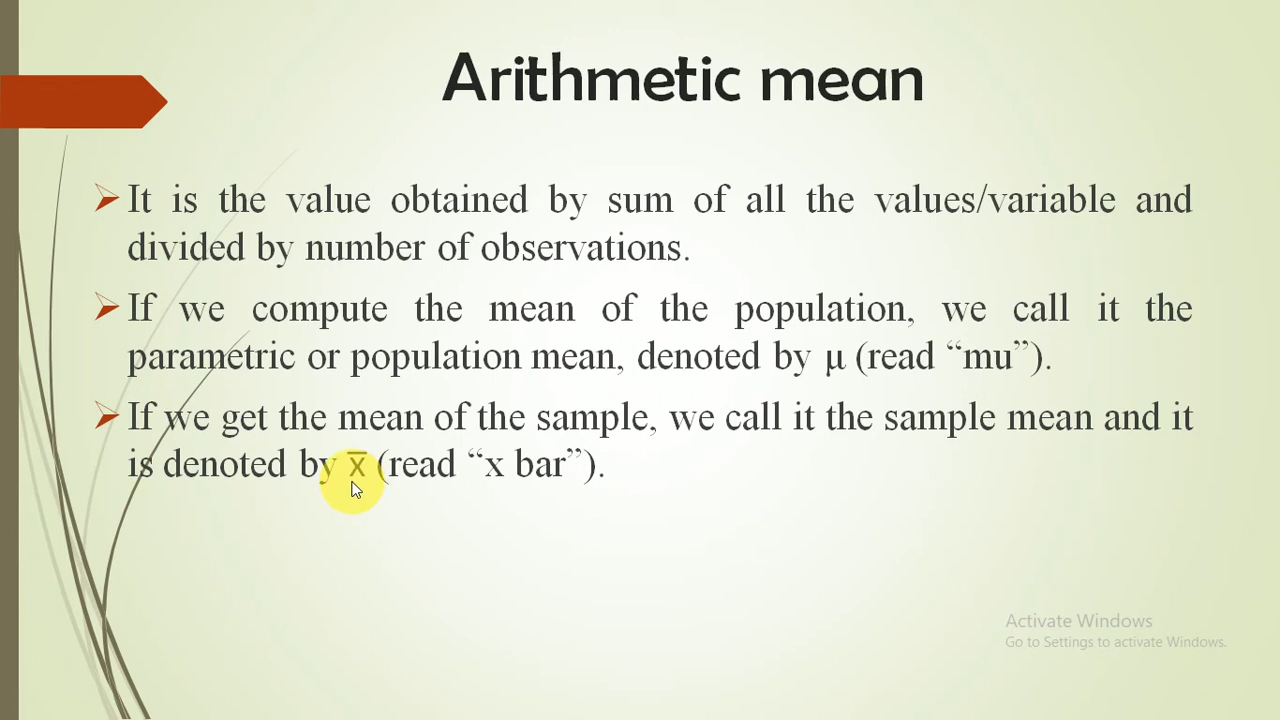 Arithmetic mean
It is the value obtained by sum of all the values/variable and
divided by number of observations.
If we compute the mean of the population, we call it the
parametric or population mean, denoted by μ (read “mu”).
If we get the mean of the sample, we call it the sample mean and it
is denoted by x̅ (read “x bar”).
Activate Windows
Go to Settings to activate Windows.